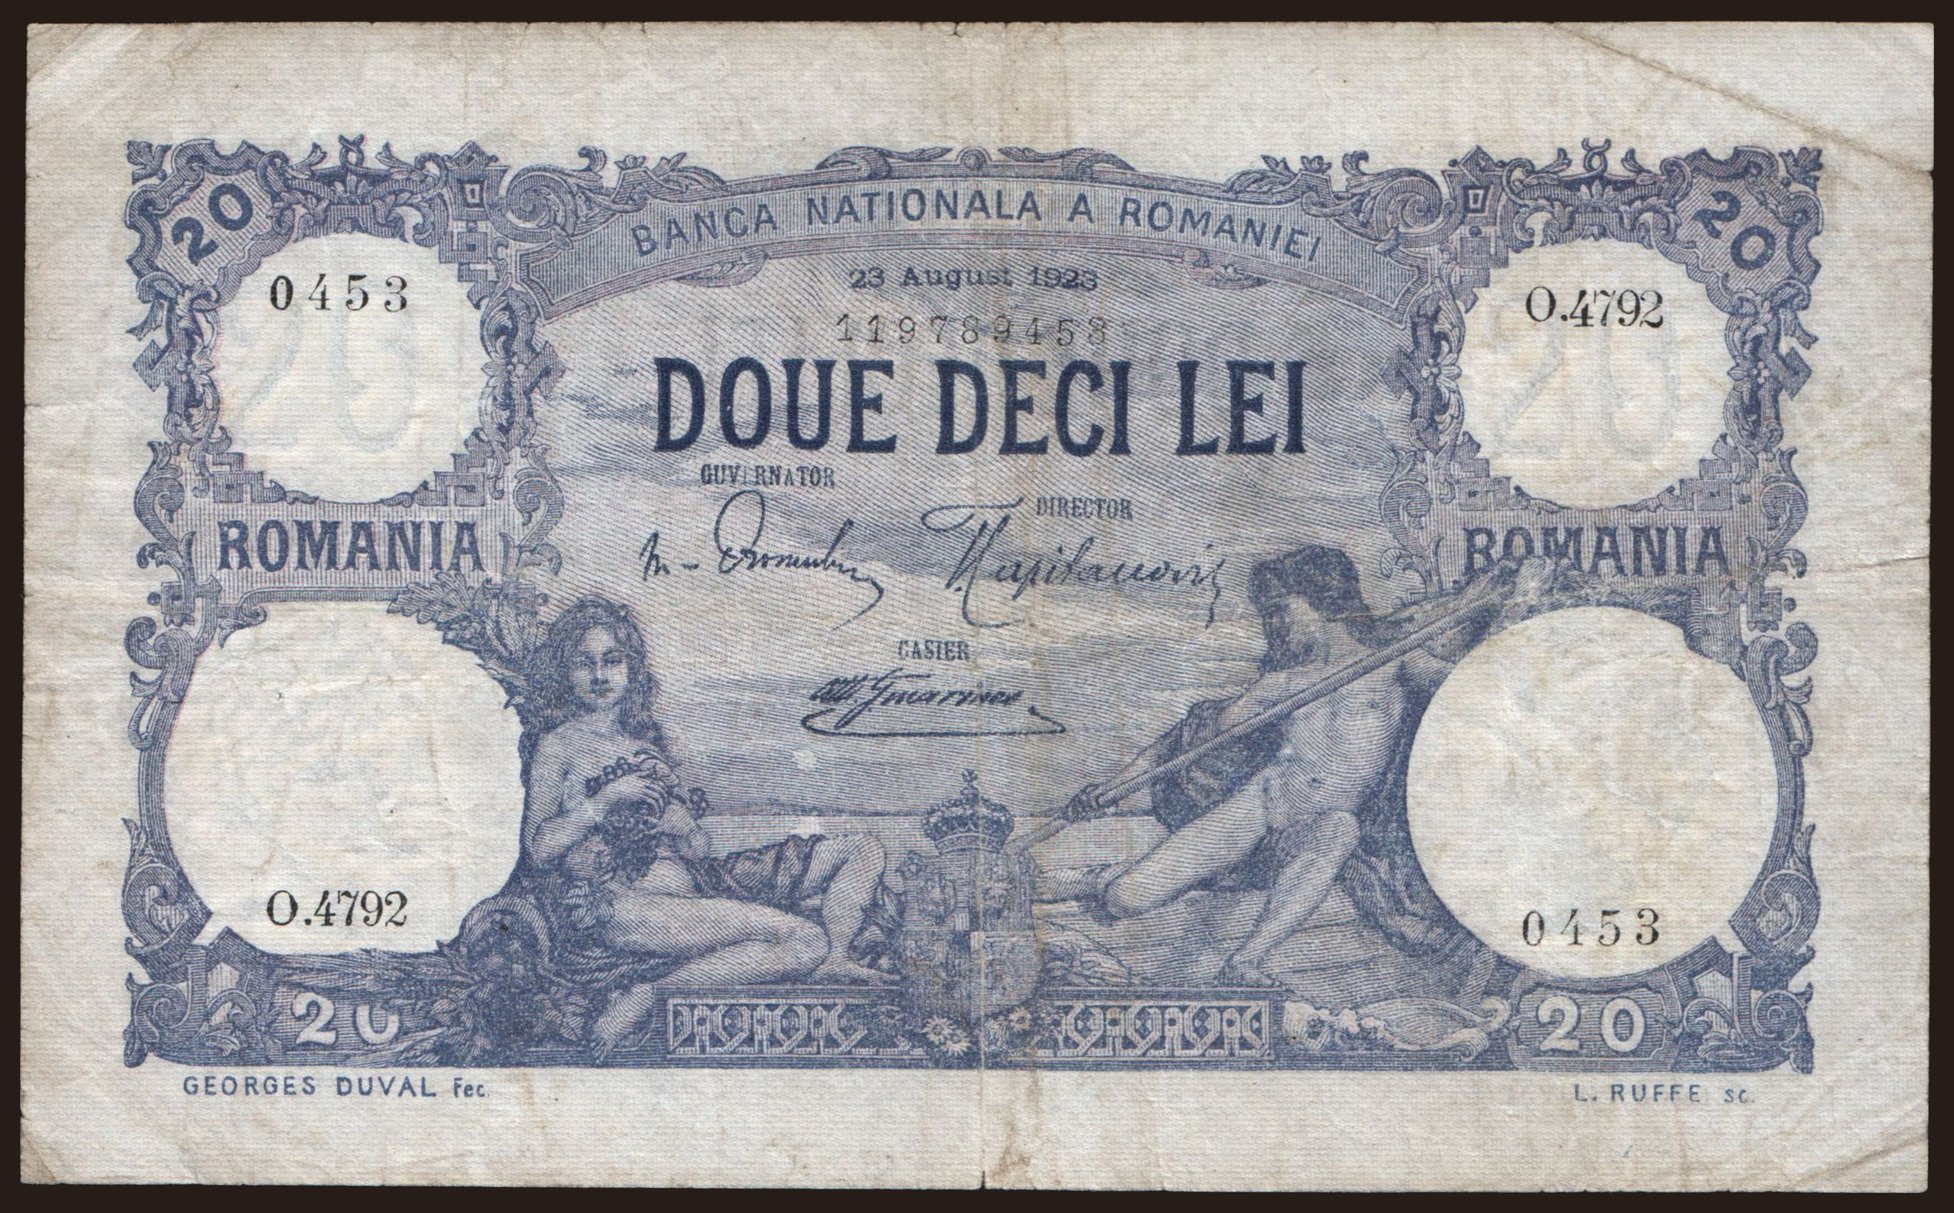 20
20
BANCA NATIONALA A ROMANIEI
23 August 1923
0453
O.4792
119789453
DOUE DECI LEI
GUVERNATOR
DIRECTOR
ROMANIA
ROMANIA
CASIER
O.4792
0453
20
20
GEORGES DUVAL Fec.
L. RUFFE sc.